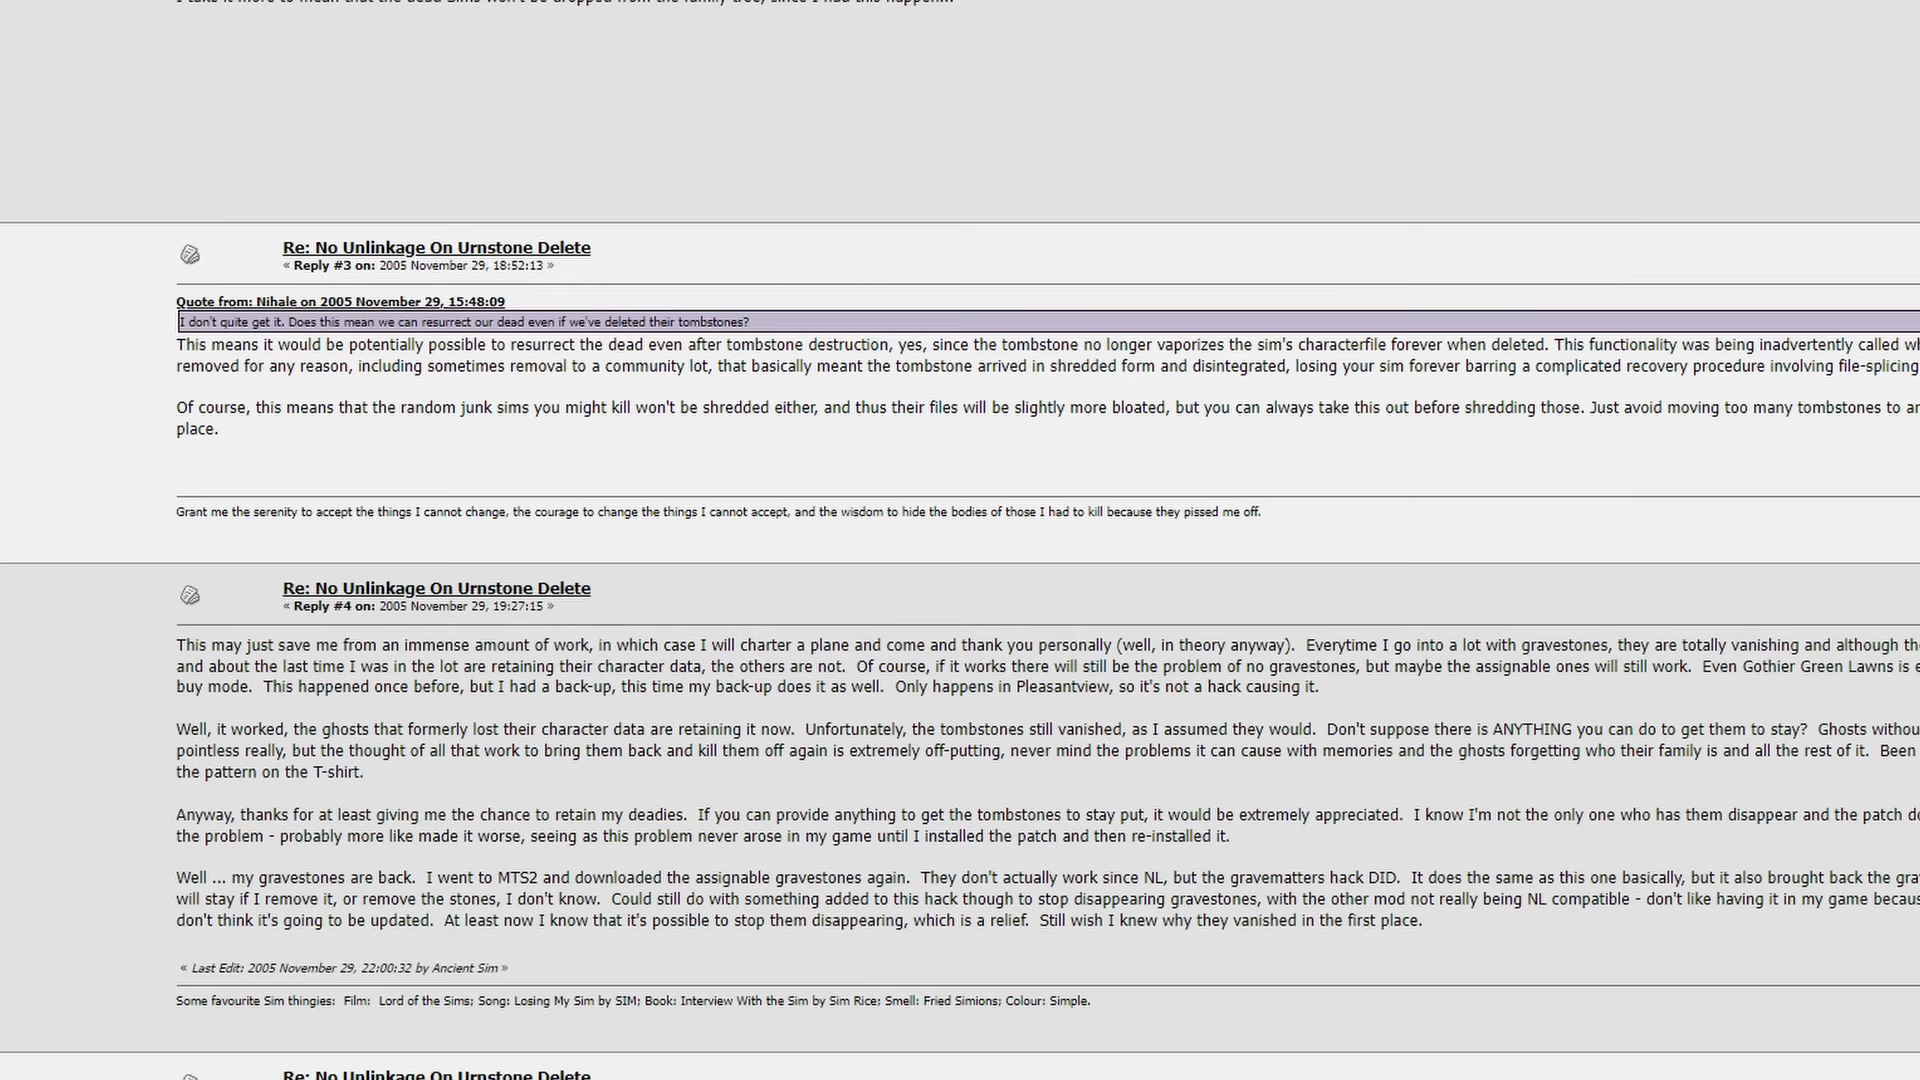 I take it more to mean that the dead Sims won't be dropped from the family tree, since I had this happen...
Re: No Unlinkage On Urnstone Delete
« Reply #3 on: 2005 November 29, 18:52:13 »
Quote from: Nihale on 2005 November 29, 15:48:09
I don't quite get it. Does this mean we can resurrect our dead even if we've deleted their tombstones?
This means it would be potentially possible to resurrect the dead even after tombstone destruction, yes, since the tombstone no longer vaporizes the sim's characterfile forever when deleted. This functionality was being inadvertently called
removed for any reason, including sometimes removal to a community lot, that basically meant the tombstone arrived in shredded form and disintegrated, losing your sim forever barring a complicated recovery procedure involving file-splicing
Of course, this means that the random junk sims you might kill won't be shredded either, and thus their files will be slightly more bloated, but you can always take this out before shredding those. Just avoid moving too many tombstones to
place.
Grant me the serenity to accept the things I cannot change, the courage to change the things I cannot accept, and the wisdom to hide the bodies of those I had to kill because they pissed me off.
Re: No Unlinkage On Urnstone Delete
« Reply #4 on: 2005 November 29, 19:27:15 »
This may just save me from an immense amount of work, in which case I will charter a plane and come and thank you personally (well, in theory anyway).  Everytime I go into a lot with gravestones, they are totally vanishing and although
and about the last time I was in the lot are retaining their character data, the others are not.  Of course, if it works there will still be the problem of no gravestones, but maybe the assignable ones will still work.  Even Gothier Green Lawns is
buy mode.  This happened once before, but I had a back-up, this time my back-up does it as well.  Only happens in Pleasantview, so it's not a hack causing it.
Well, it worked, the ghosts that formerly lost their character data are retaining it now.  Unfortunately, the tombstones still vanished, as I assumed they would.  Don't suppose there is ANYTHING you can do to get them to stay?  Ghosts
pointless really, but the thought of all that work to bring them back and kill them off again is extremely off-putting, never mind the problems it can cause with memories and the ghosts forgetting who their family is and all the rest of it.  Been
the pattern on the T-shirt.
Anyway, thanks for at least giving me the chance to retain my deadies.  If you can provide anything to get the tombstones to stay put, it would be extremely appreciated.  I know I'm not the only one who has them disappear and the patch
the problem - probably more like made it worse, seeing as this problem never arose in my game until I installed the patch and then re-installed it.
Well ... my gravestones are back.  I went to MTS2 and downloaded the assignable gravestones again.  They don't actually work since NL, but the gravematters hack DID.  It does the same as this one basically, but it also brought back the
will stay if I remove it, or remove the stones, I don't know.  Could still do with something added to this hack though to stop disappearing gravestones, with the other mod not really being NL compatible - don't like having it in my game
don't think it's going to be updated.  At least now I know that it's possible to stop them disappearing, which is a relief.  Still wish I knew why they vanished in the first place.
« Last Edit: 2005 November 29, 22:00:32 by Ancient Sim »
Some favourite Sim thingies:  Film:  Lord of the Sims; Song: Losing My Sim by SIM; Book: Interview With the Sim by Sim Rice; Smell: Fried Simions; Colour: Simple.
Re: No Unlinkage On Urnstone Delete